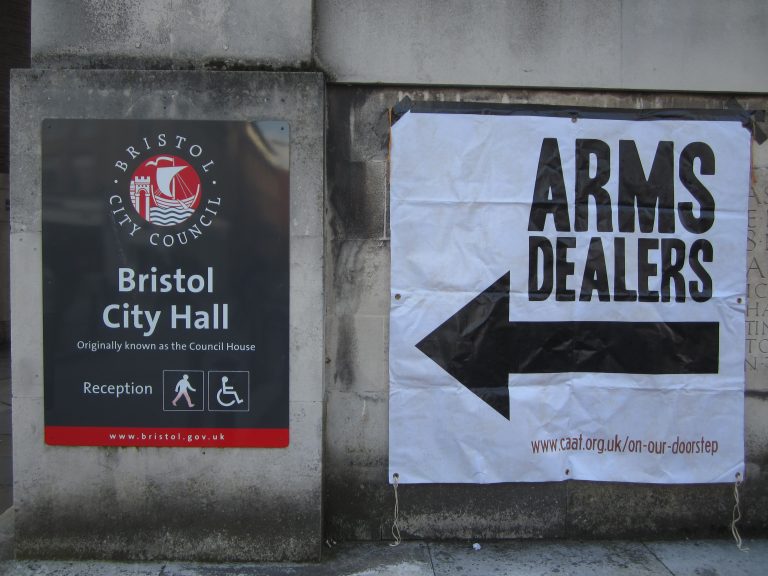 BRISTOL
CITY COUNCIL
Bristol
City Hall
Originally known as the Council House
Reception
www.bristol.gov.uk
ARMS
DEALERS
www.caat.org.uk/on-our-doorstep